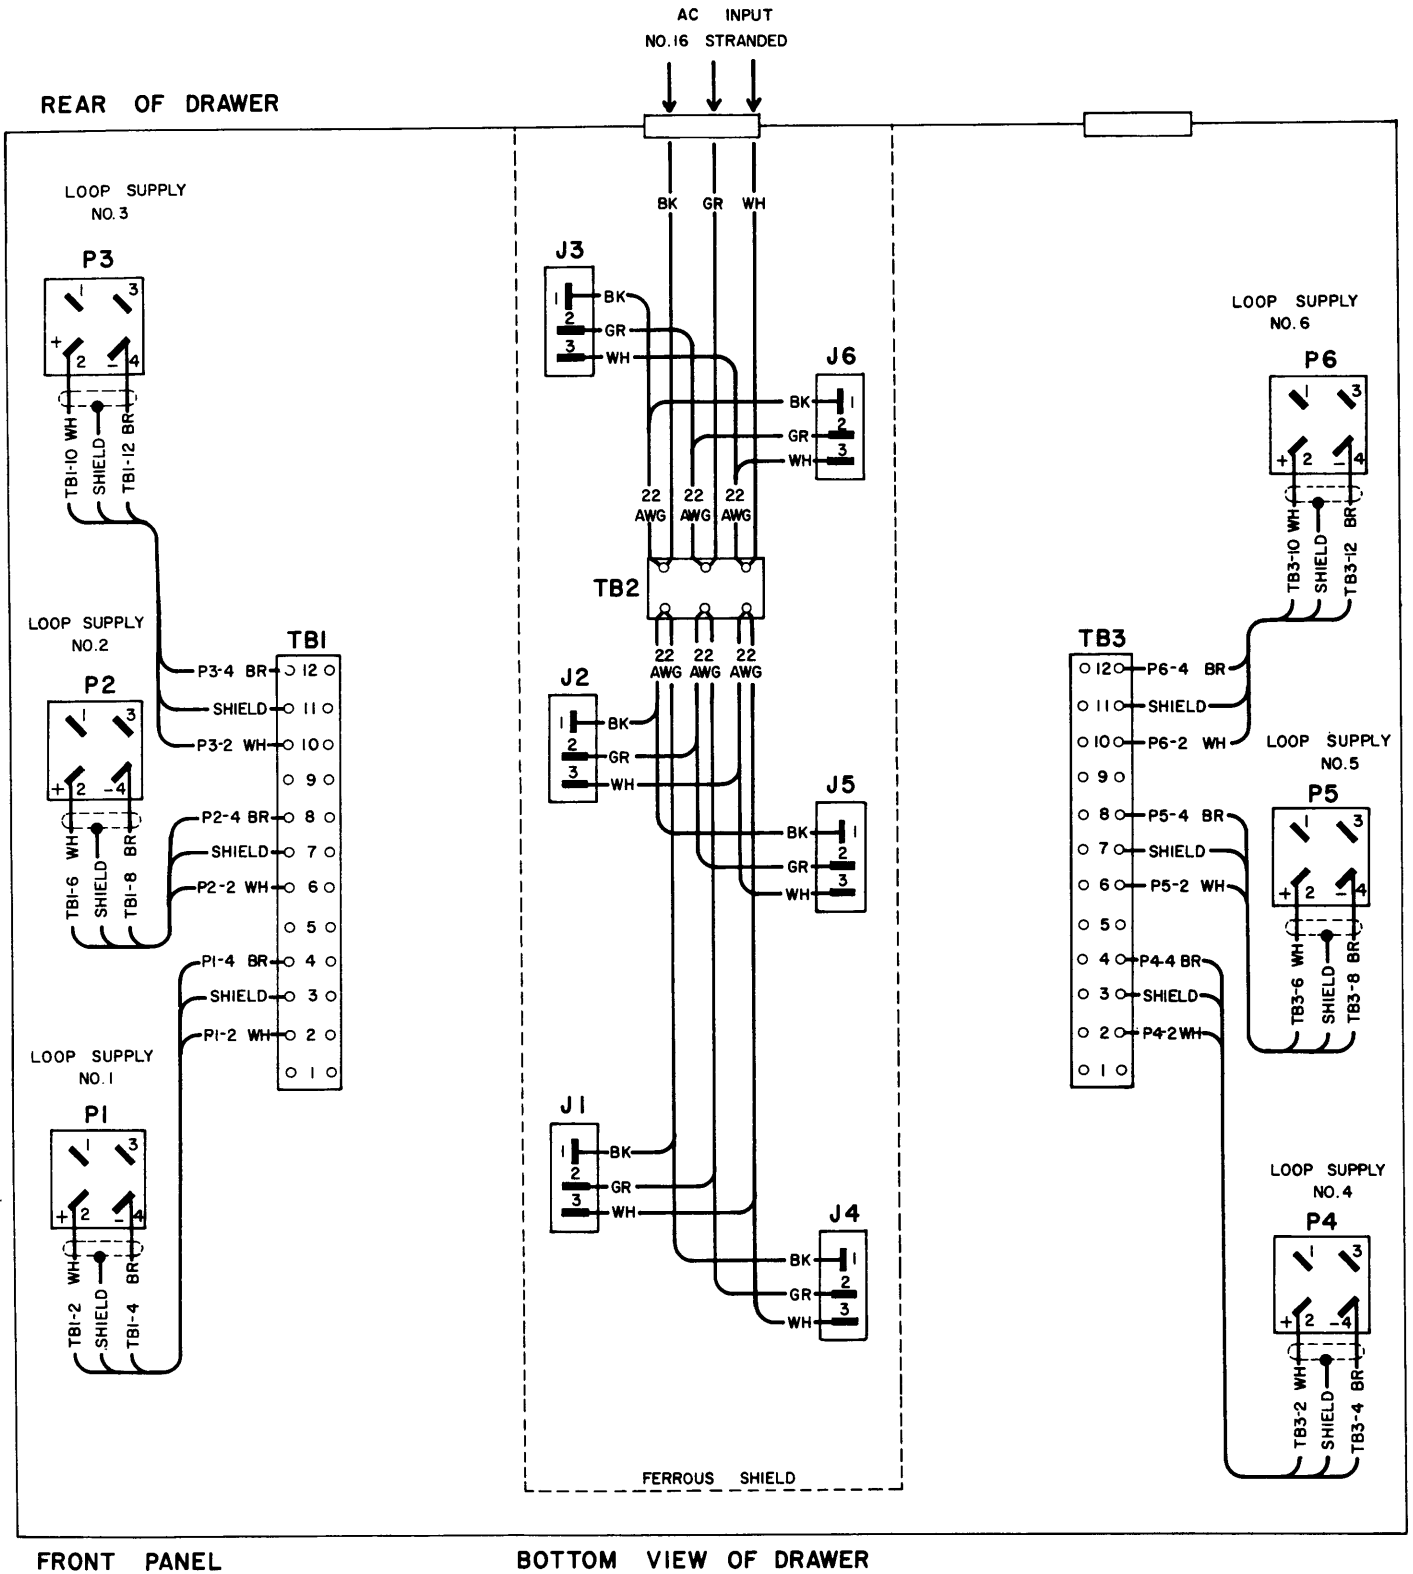 AC INPUT
NO.16 STRANDED
REAR OF DRAWER
LOOP SUPPLY
NO.3
P3
1 3
+ 2 - 4
TB1-10 WH
SHIELD
TB1-12 BR
LOOP SUPPLY
NO.2
P2
1 3
+ 2 -4
TB1-6 WH
SHIELD
TB1-8 BR
LOOP SUPPLY
NO.1
P1
1 3
+ 2 - 4
TB1-2 WH
SHIELD
TB1-4 BR
TB1
P3-4 BR 12
SHIELD 11
P3-2 WH 10
9
P2-4 BR 8
SHIELD 7
P2-2 WH 6
5
P1-4 BR 4
SHIELD 3
P1-2 WH 2
1
BK GR WH
J3
1 BK
2 GR
3 WH
J6
BK 1
GR 2
WH 3
22 22 22
AWG AWG AWG
TB2
22 22 22
AWG AWG AWG
J2
1 BK
2 GR
3 WH
J5
BK 1
GR 2
WH 3
J1
1 BK
2 GR
3 WH
J4
BK 1
GR 2
WH 3
FERROUS SHIELD
TB3
12 P6-4 BR
11 SHIELD
10 P6-2 WH
9
8 P5-4 BR
7 SHIELD
6 P5-2 WH
5
4 P4-4 BR
3 SHIELD
2 P4-2 WH
1
LOOP SUPPLY
NO.6
P6
1 3
+ 2 - 4
TB3-10 WH
SHIELD
TB3-12 BR
LOOP SUPPLY
NO.5
P5
1 3
+ 2 - 4
TB3-6 WH
SHIELD
TB3-8 BR
LOOP SUPPLY
NO.4
P4
1 3
+ 2 -4
TB3-2 WH
SHIELD
TB3-4 BR
FRONT PANEL
BOTTOM VIEW OF DRAWER